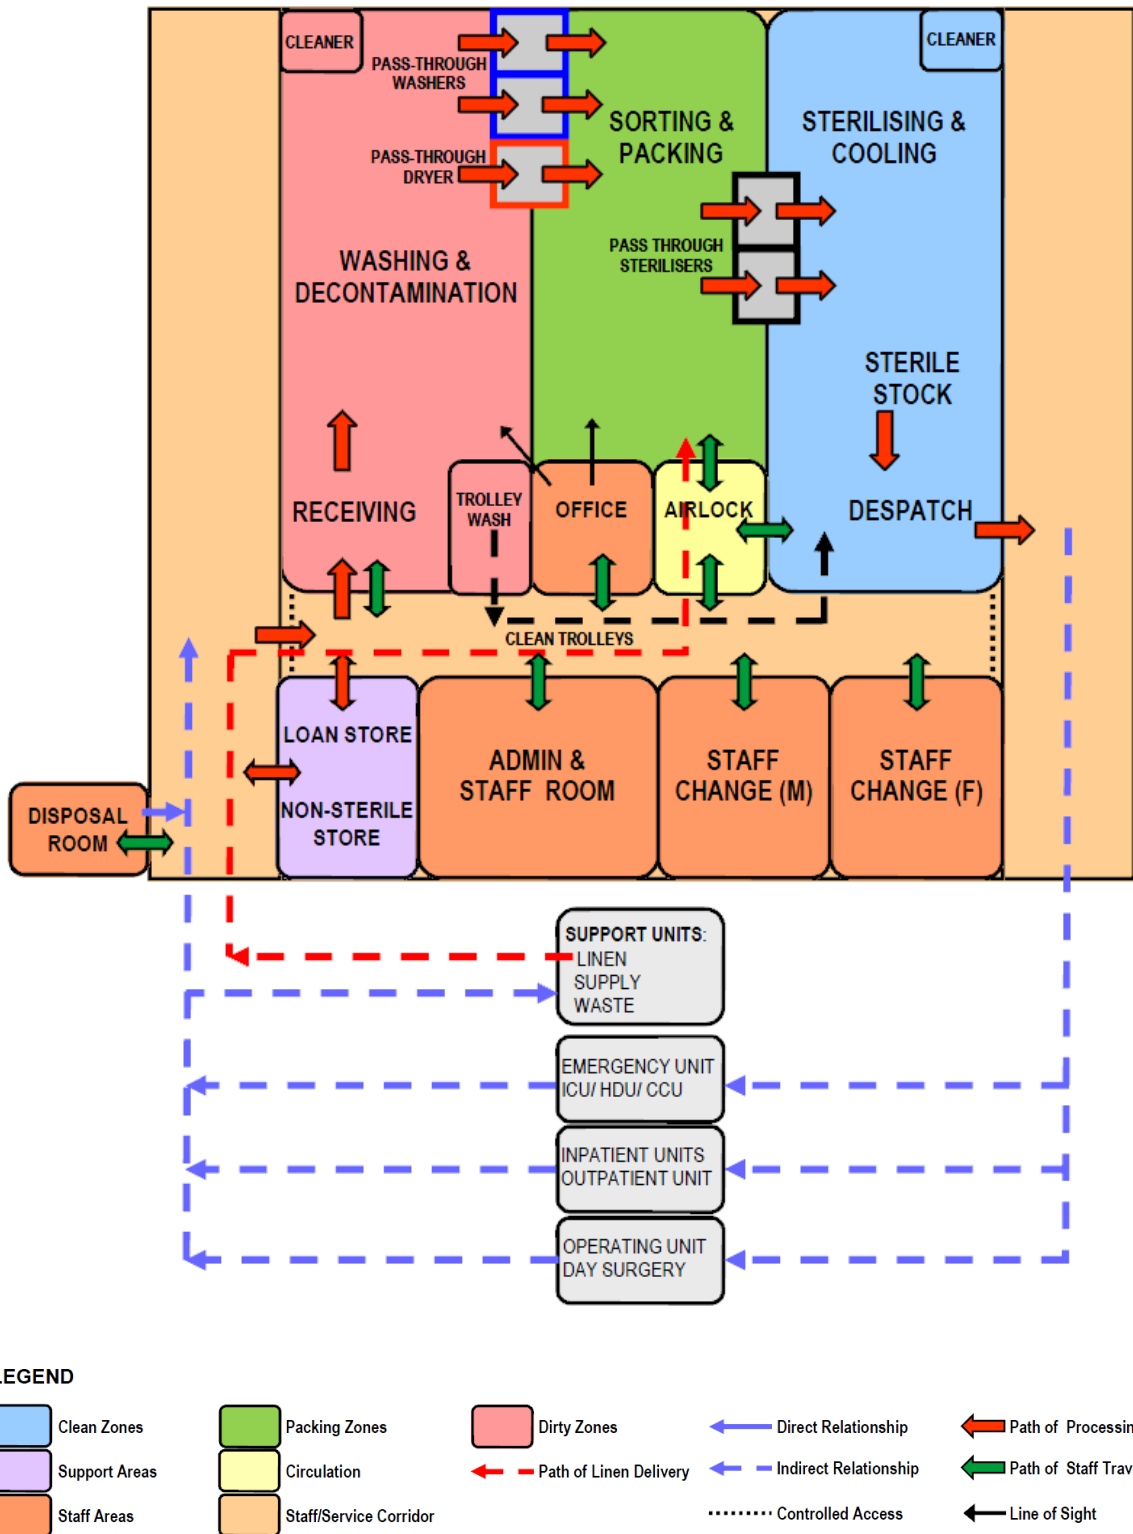 CLEANER
PASS-THROUGH
WASHERS
PASS-THROUGH
DRYER
SORTING &
PACKING
STERILISING &
COOLING
CLEANER
WASHING &
DECONTAMINATION
PASS THROUGH
STERILISERS
STERILE
STOCK
RECEIVING
TROLLEY
WASH
OFFICE
AIRLOCK
DESPATCH
CLEAN TROLLEYS
LOAN STORE
NON-STERILE
STORE
ADMIN &
STAFF ROOM
STAFF
CHANGE (M)
STAFF
CHANGE (F)
DISPOSAL
ROOM
SUPPORT UNITS:
LINEN
SUPPLY
WASTE
EMERGENCY UNIT
ICU/ HDU/ CCU
INPATIENT UNITS
OUTPATIENT UNIT
OPERATING UNIT
DAY SURGERY
LEGEND
Clean Zones
Packing Zones
Dirty Zones
Direct Relationship
Path of Processin
Support Areas
Circulation
Path of Linen Delivery
Indirect Relationship
Path of Staff Trav
Staff Areas
Staff/Service Corridor
Controlled Access
Line of Sight